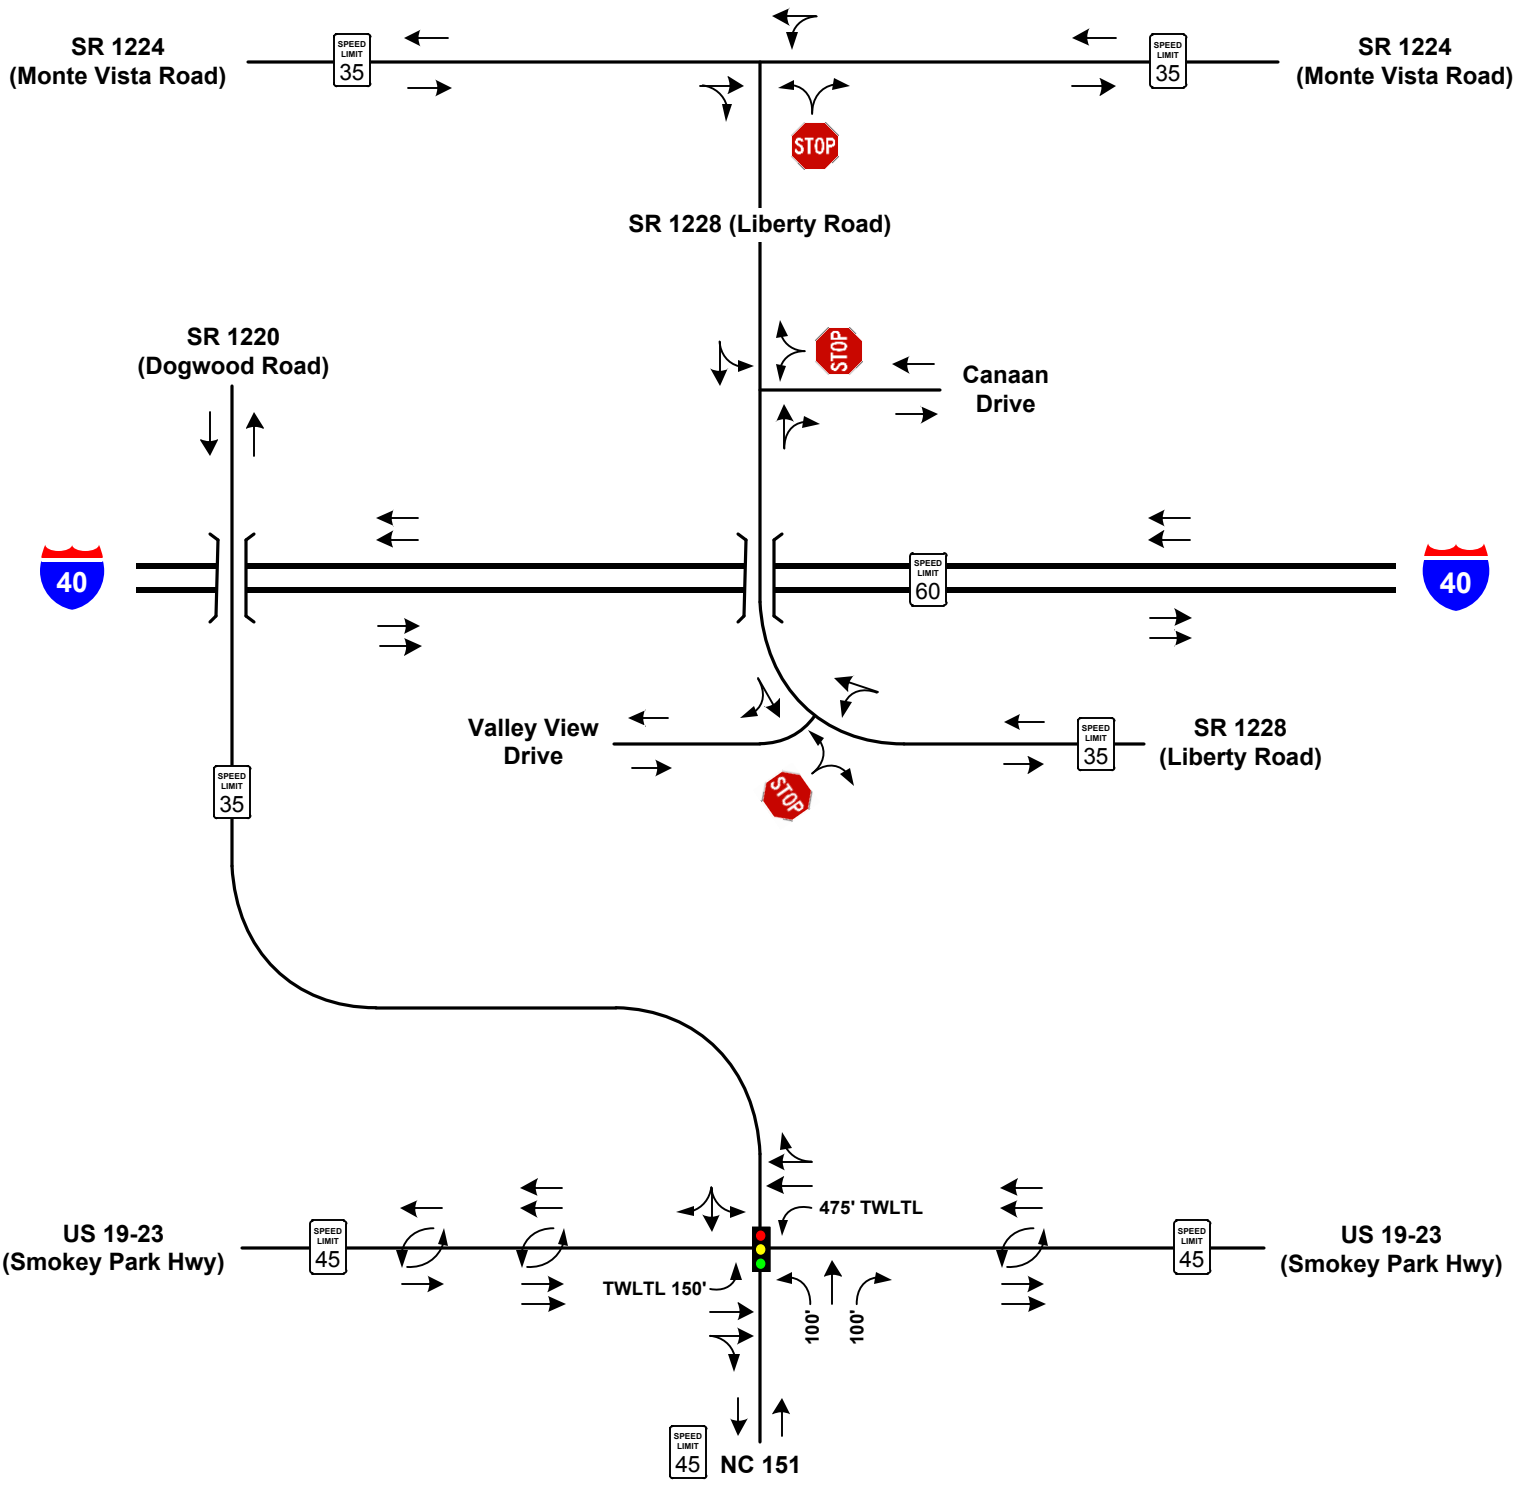 SR 1224
(Monte Vista Road)
SPEED
LIMIT
35
SPEED
LIMIT
35
SR 1224
(Monte Vista Road)
STOP
SR 1228 (Liberty Road)
SR 1220
(Dogwood Road)
STOP
Canaan
Drive
40
SPEED
LIMIT
60
40
Valley View
Drive
SPEED
LIMIT
35
SR 1228
(Liberty Road)
STOP
SPEED
LIMIT
35
475' TWLTL
US 19-23
(Smokey Park Hwy)
SPEED
LIMIT
45
SPEED
LIMIT
45
US 19-23
(Smokey Park Hwy)
TWLTL 150'
100'
100'
SPEED
LIMIT
45
NC 151